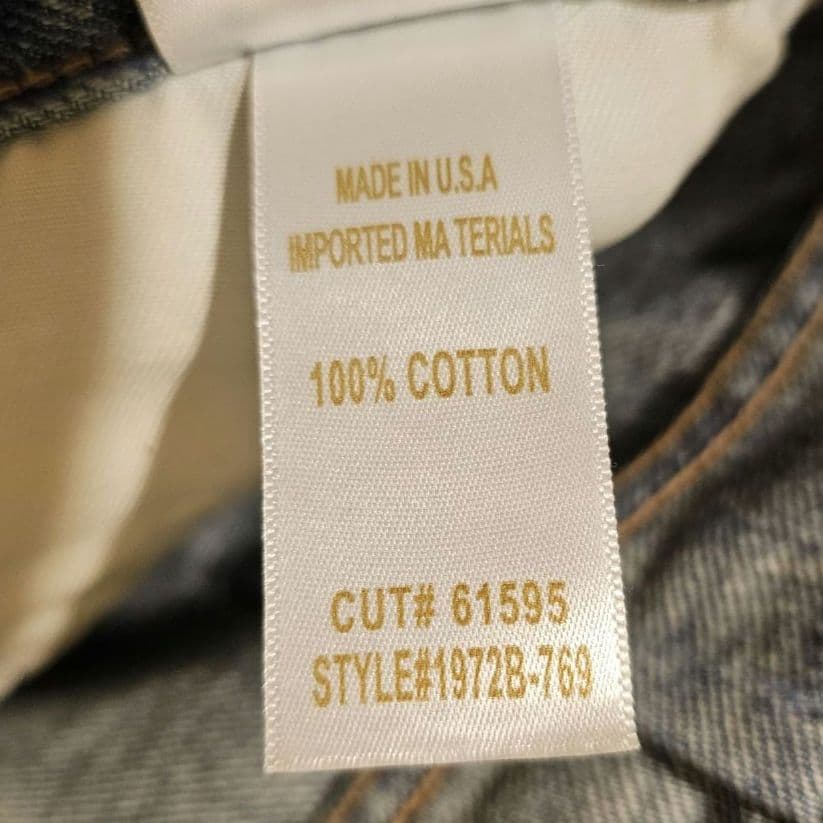 MADE IN U.S.A
IMPORTED MA TERIALS
100% COTTON
CUT# 61595
STYLE#1972B-769